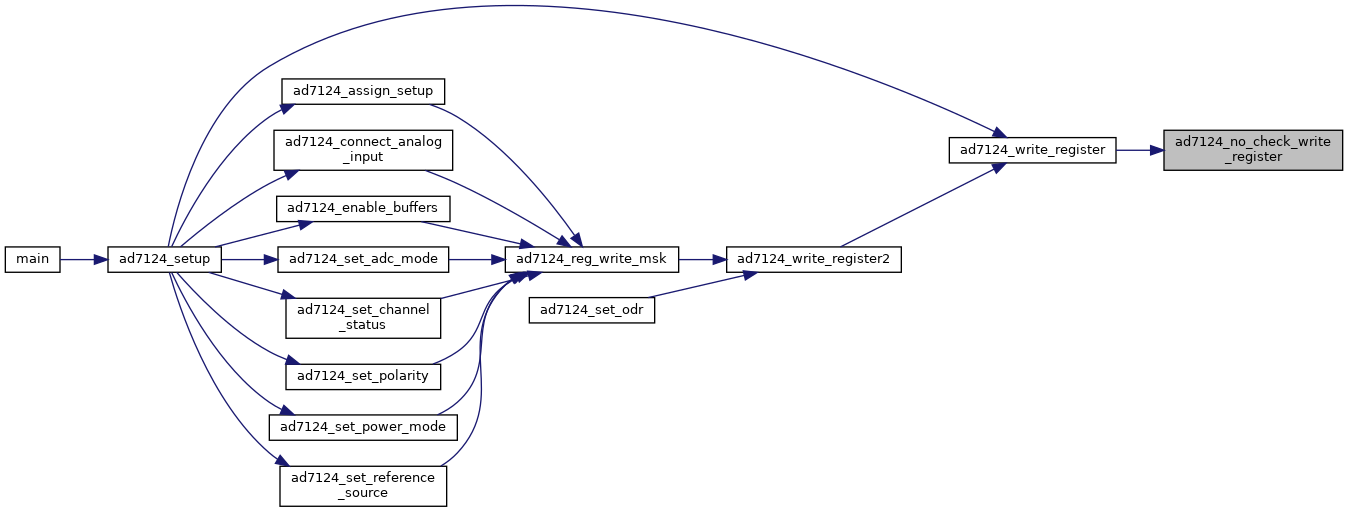 ad7124_assign_setup
ad7124_connect_analog
_input
ad7124_no_check_write
_register
ad7124_write_register
ad7124_enable_buffers
main
ad7124_setup
ad7124_set_adc_mode
ad7124_reg_write_msk
ad7124_write_register2
ad7124_set_channel
_status
ad7124_set_odr
ad7124_set_polarity
ad7124_set_power_mode
ad7124_set_reference
_source